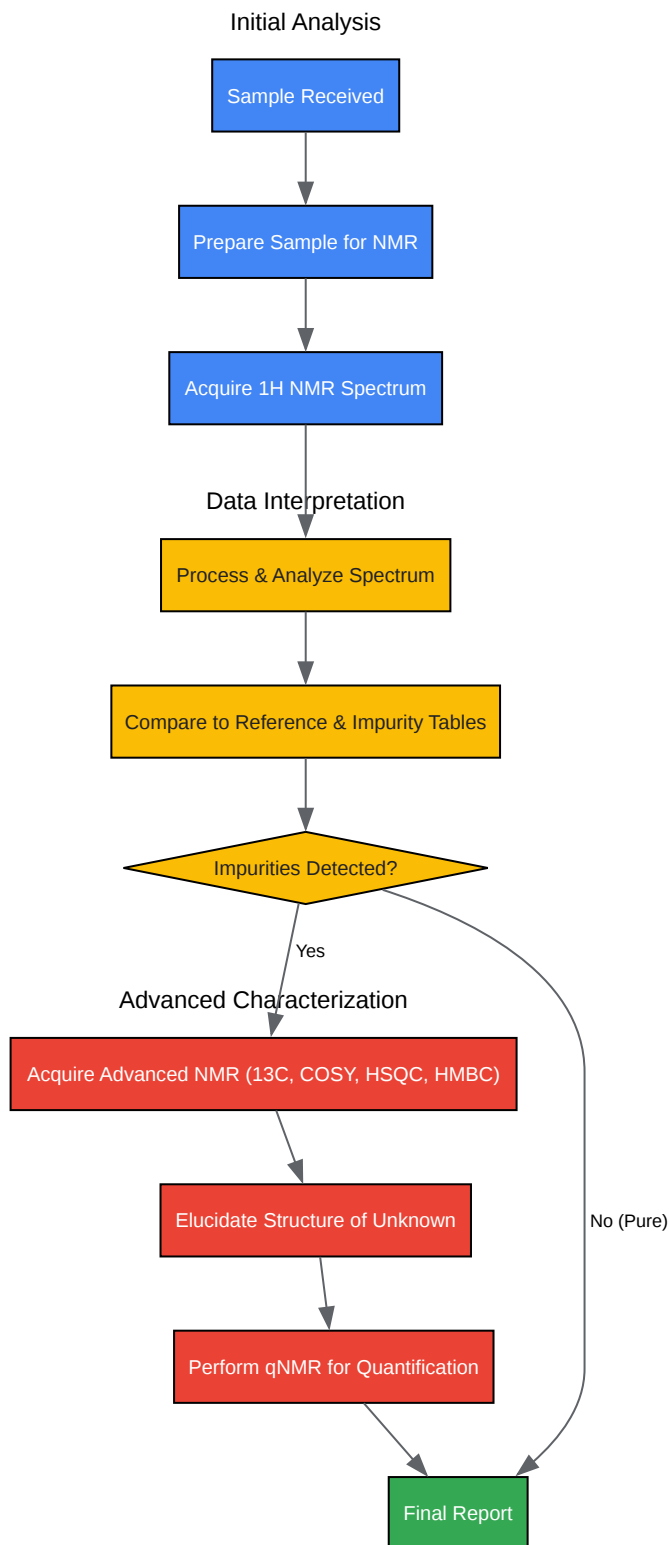 Initial Analysis
Sample Received
Prepare Sample for NMR
Acquire 1H NMR Spectrum
Data Interpretation
Process & Analyze Spectrum
Compare to Reference & Impurity Tables
Impurities Detected?
Yes
Advanced Characterization
Acquire Advanced NMR (13C, COSY, HSQC, HMBC)
Elucidate Structure of Unknown
No (Pure)
Perform qNMR for Quantification
Final Report